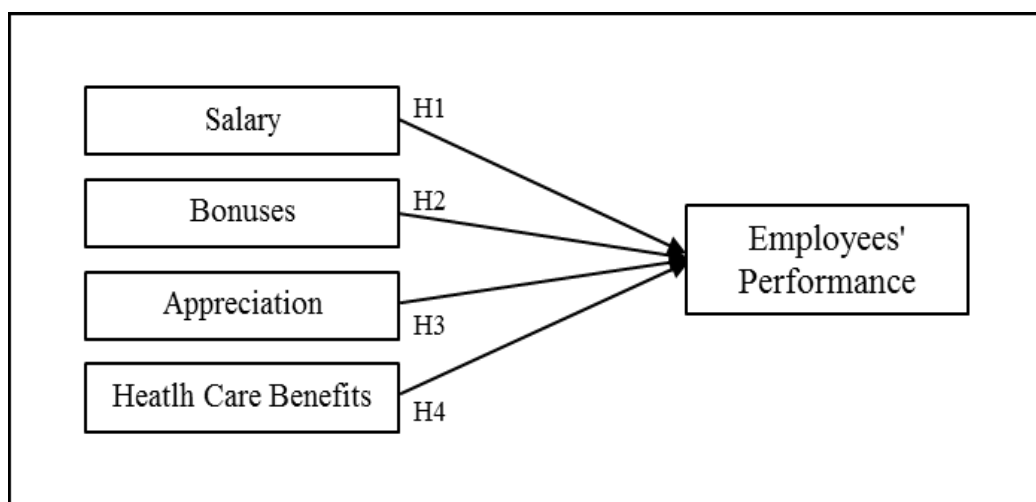 Salary
H1
Bonuses
H2
Appreciation
H3
Heatlh Care Benefits
H4
Employees'
Performance